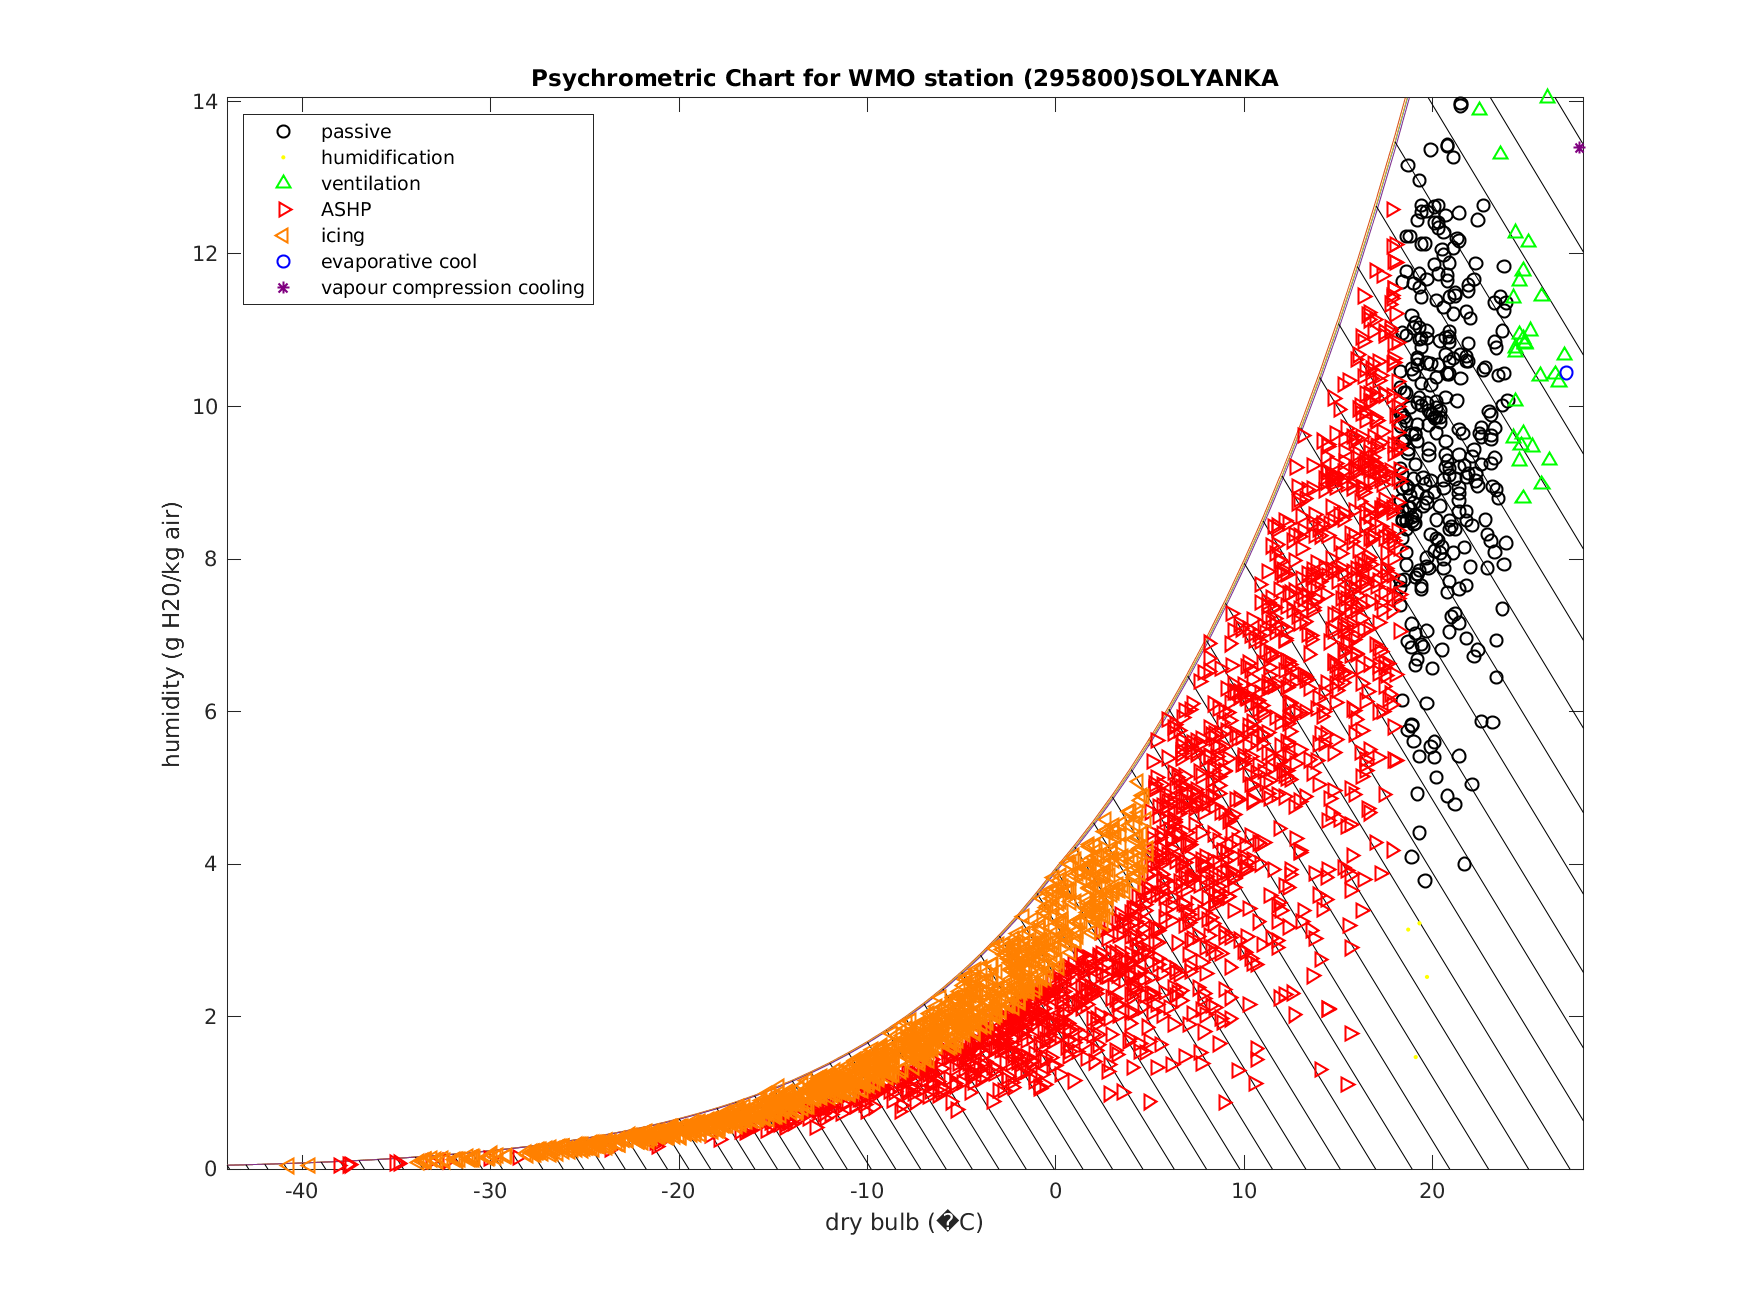 Psychrometric Chart for WMO station (295800)SOLYANKA
14
12
10
8
6
4
2
0
humidity (g H20/kg air)
passive
humidification
ventilation
ASHP
icing
evaporative cool
vapour compression cooling
-40 -30 -20 -10 0 10 20
dry bulb (�C)